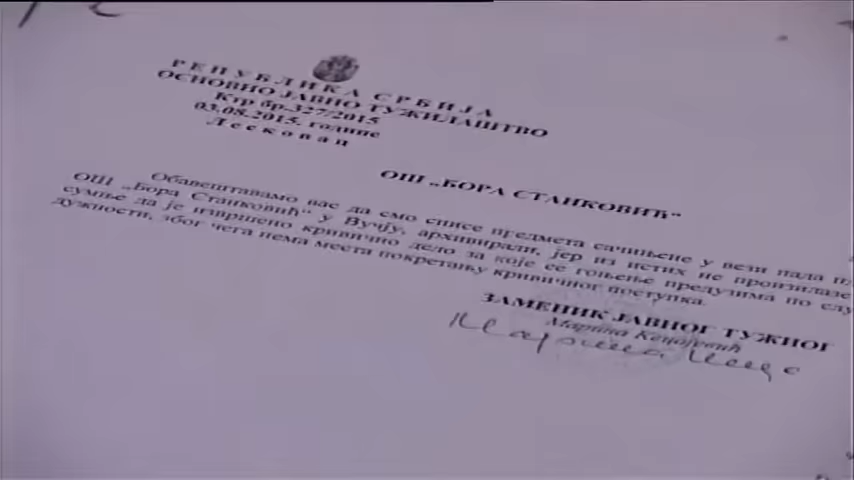 РЕПУБЛИКА СРБИЈА
ОСНОВНО ЈАВНО ТУЖИЛАШТВО
Ктр бр.327/2015
03.08.2015. године
Лесковац
ОШ „БОРА СТАНКОВИЋ“
Обавештавамо вас да смо списе предмета сачињене у вези пада
ОШ „Бора Станковић“ у Вучју, архивирали, јер из истих не произилазе
сумње да је извршено кривично дело за које се гоњење предузима по
дужности, због чега нема места покретању кривичног поступка.
ЗАМЕНИК ЈАВНОГ ТУЖНОГ
Марина